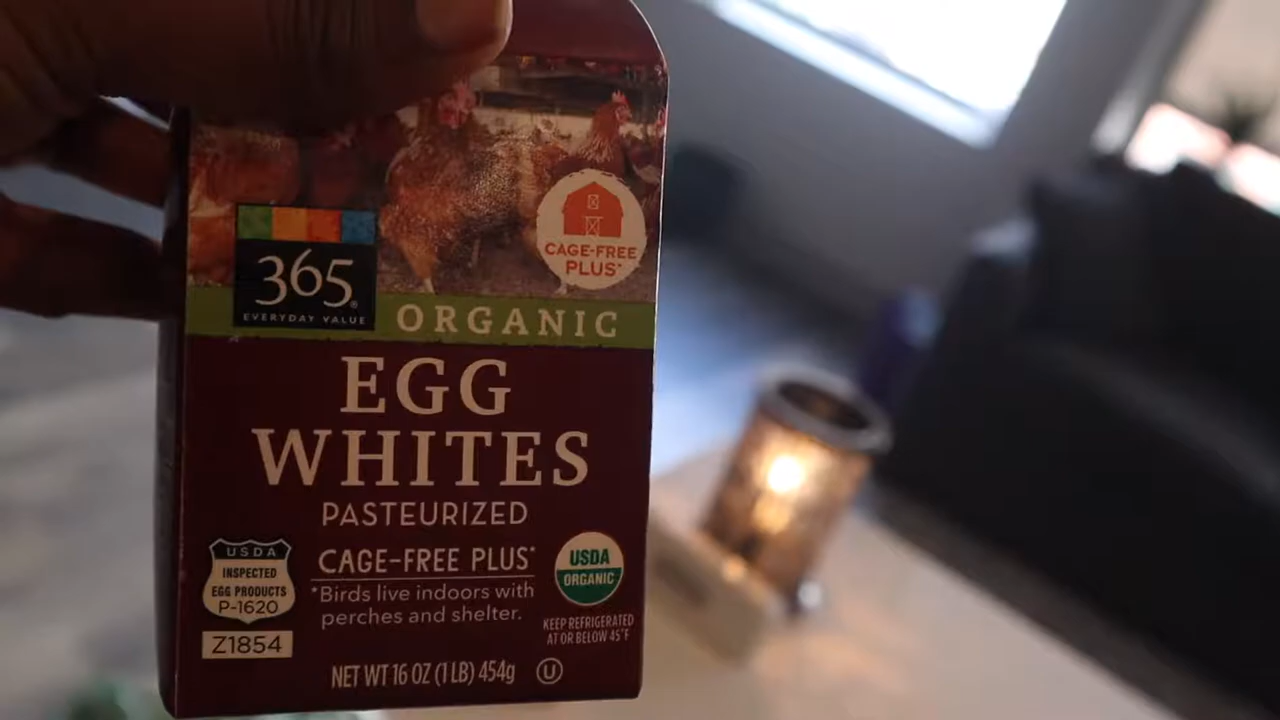 CAGE-FREE
PLUS*
365®
EVERYDAY VALUE
ORGANIC
EGG
WHITES
PASTEURIZED
CAGE-FREE PLUS*
*Birds live indoors with
perches and shelter.
USDA
INSPECTED
EGG PRODUCTS
P-1620
Z1854
USDA
ORGANIC
KEEP REFRIGERATED
AT OR BELOW 45°F
NET WT 16 OZ (1 LB) 454g
U